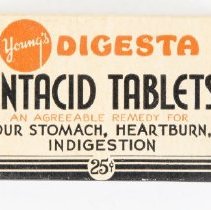 Young's DIGESTA
NTACID TABLETS
AN AGREEABLE REMEDY FOR
OUR STOMACH, HEARTBURN,
INDIGESTION
25¢